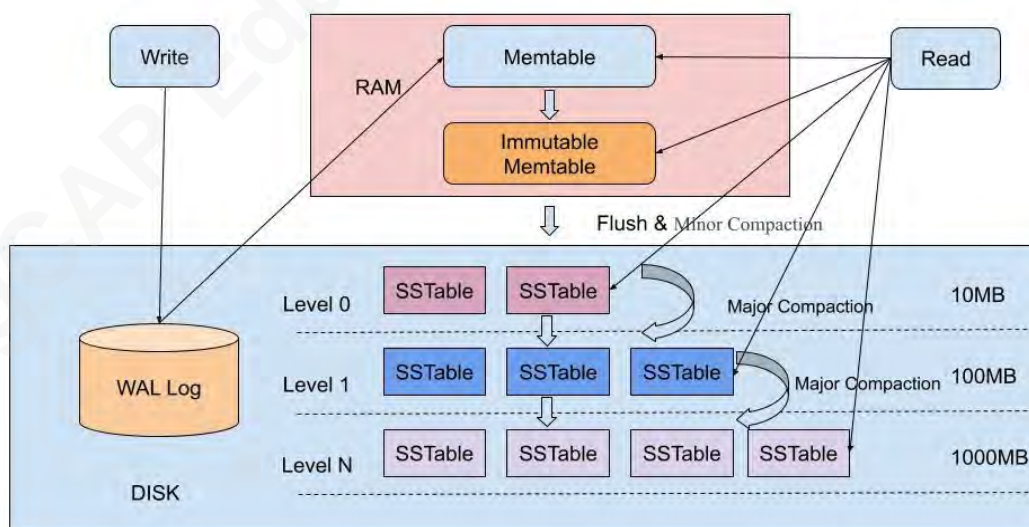 Write
Memtable
Read
RAM
Immutable
Memtable
Flush & Minor Compaction
Level 0
SSTable
SSTable
Major Compaction
10MB
WAL Log
Level 1
SSTable
SSTable
SSTable
Major Compaction
100MB
Level N
SSTable
SSTable
SSTable
SSTable
1000MB
DISK